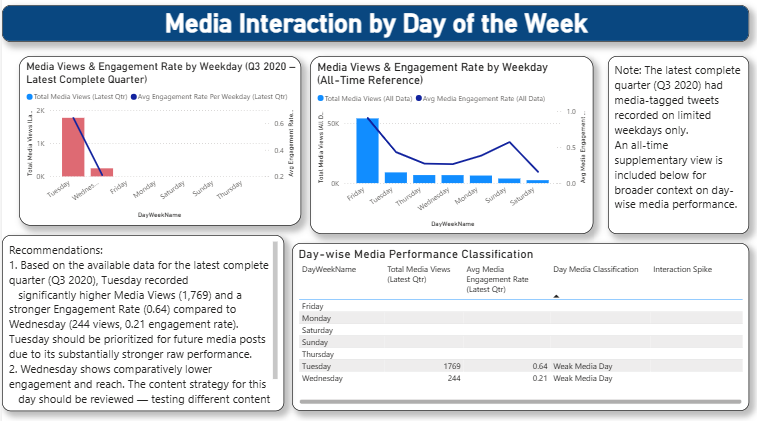 Media Interaction by Day of the Week
Media Views & Engagement Rate by Weekday (Q3 2020 –
Latest Complete Quarter)
Total Media Views (Latest Qtr) Avg Engagement Rate Per Weekday (Latest Qtr)
Total Media Views (La...
2K
1K
0K
0.6
0.4
0.2
Avg Engagement Rate...
Tuesday
Wednes...
Friday
Monday
Saturday
Sunday
Thursday
DayWeekName
Media Views & Engagement Rate by Weekday
(All-Time Reference)
Total Media Views (All Data) Avg Media Engagement Rate (All Data)
Total Media Views (All D...
50K
0K
1.0
0.5
0.0
Avg Media Engagement ...
Friday
Tuesday
Thursday
Wednesday
Monday
Sunday
Saturday
DayWeekName
Note: The latest complete
quarter (Q3 2020) had
media-tagged tweets
recorded on limited
weekdays only.
An all-time
supplementary view is
included below for
broader context on day-
wise media performance.
Recommendations:
1. Based on the available data for the latest complete
quarter (Q3 2020), Tuesday recorded
significantly higher Media Views (1,769) and a
stronger Engagement Rate (0.64) compared to
Wednesday (244 views, 0.21 engagement rate).
Tuesday should be prioritized for future media posts
due to its substantially stronger raw performance.
2. Wednesday shows comparatively lower
engagement and reach. The content strategy for this
day should be reviewed — testing different content
Day-wise Media Performance Classification
DayWeekName Total Media Views (Latest Qtr) Avg Media Engagement Rate (Latest Qtr) Day Media Classification Interaction Spike
Friday
Monday
Saturday
Sunday
Thursday
Tuesday 1769 0.64 Weak Media Day
Wednesday 244 0.21 Weak Media Day